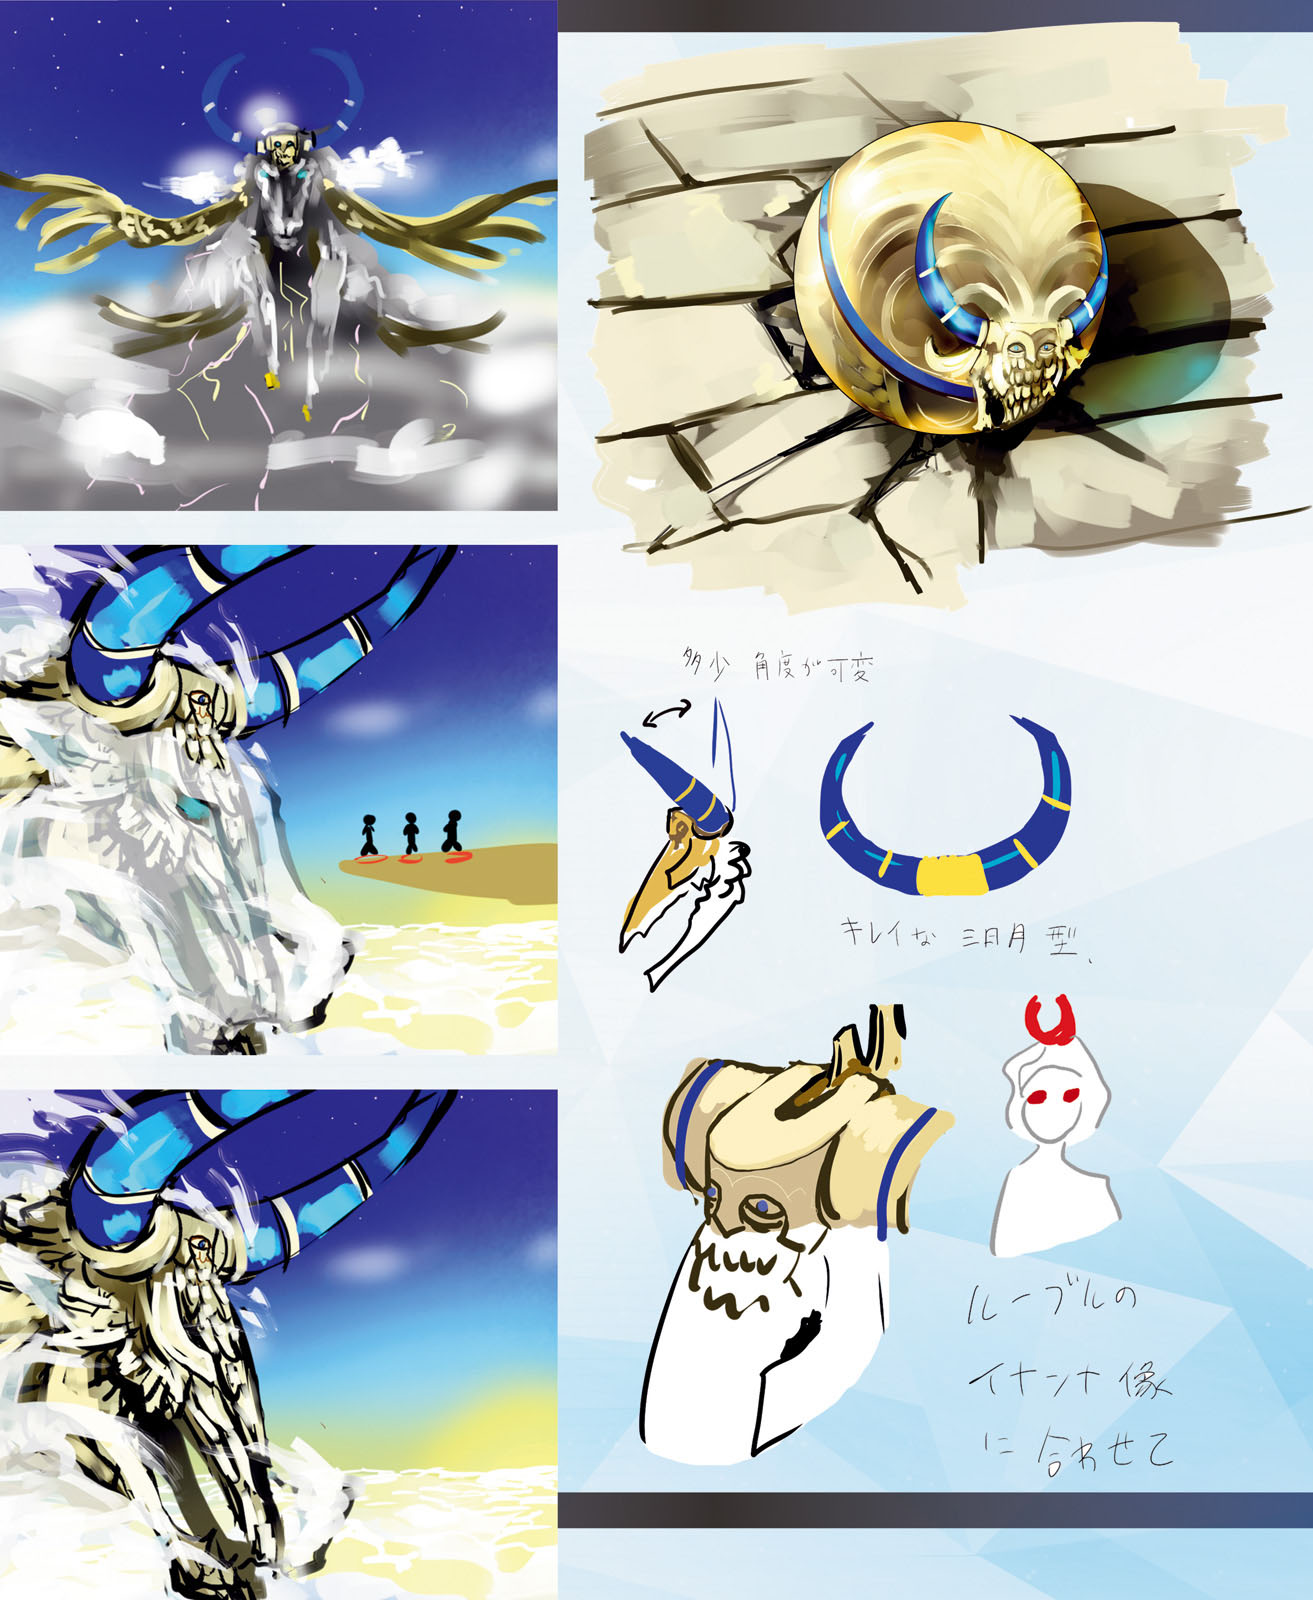 多少 角度が可変
キレイな 三日月型、
ルーブルの
イナンナ像
に合わせて